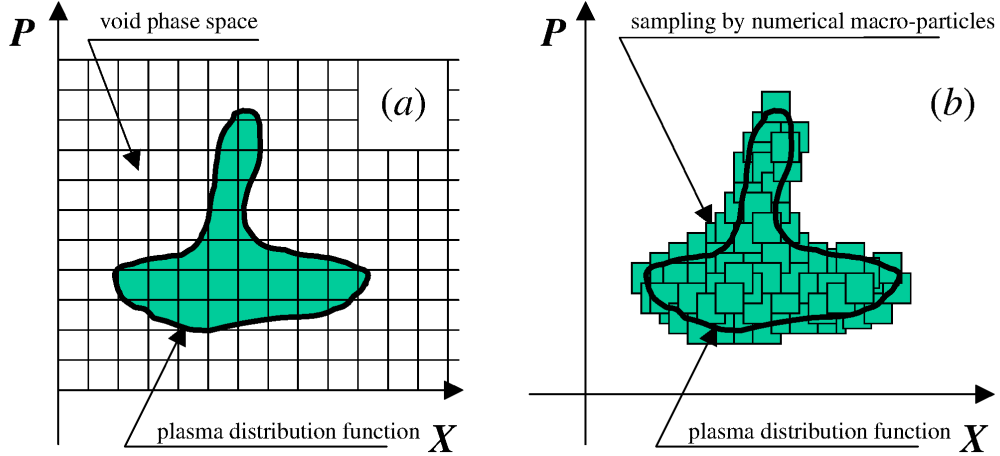 P
void phase space
(a)
plasma distribution function
X
P
sampling by numerical macro-particles
(b)
plasma distribution function
X